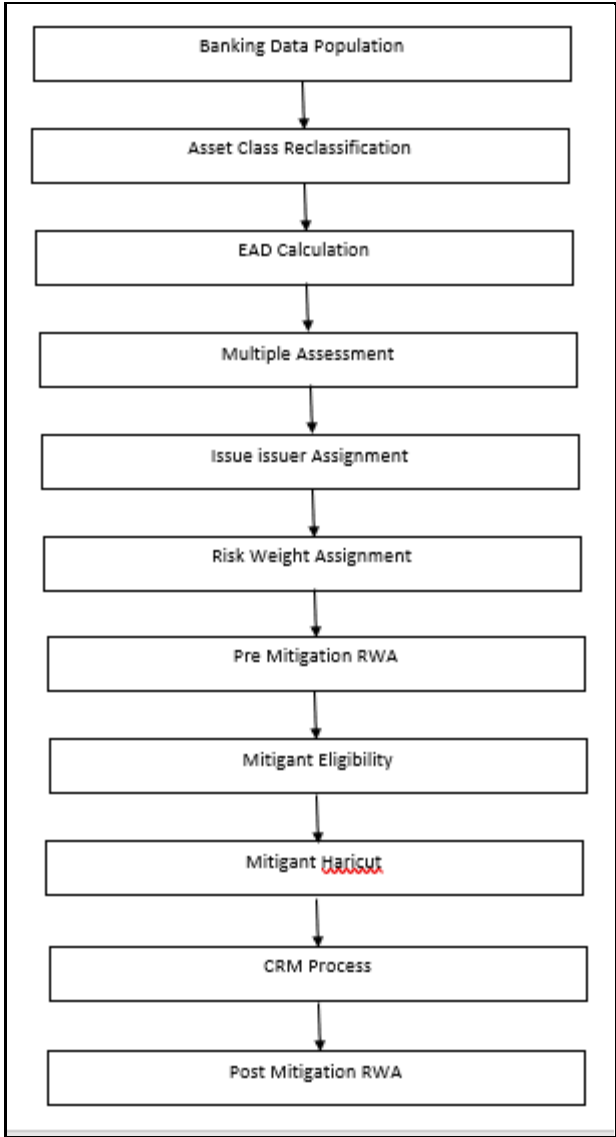 Banking Data Population
Asset Class Reclassification
EAD Calculation
Multiple Assessment
Issue issuer Assignment
Risk Weight Assignment
Pre Mitigation RWA
Mitigant Eligibility
Mitigant Haricut
CRM Process
Post Mitigation RWA